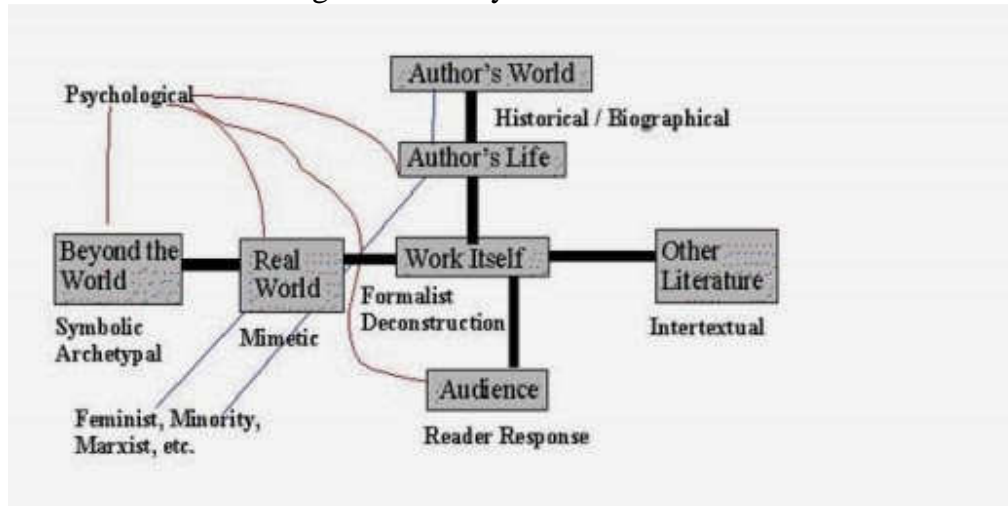 Author's World
Psychological
Historical / Biographical
Author's Life
Beyond the
World
Real
World
Work Itself
Other
Literature
Formalist
Deconstruction
Symbolic
Archetypal
Mimetic
Intertextual
Audience
Feminist, Minority,
Marxist, etc.
Reader Response